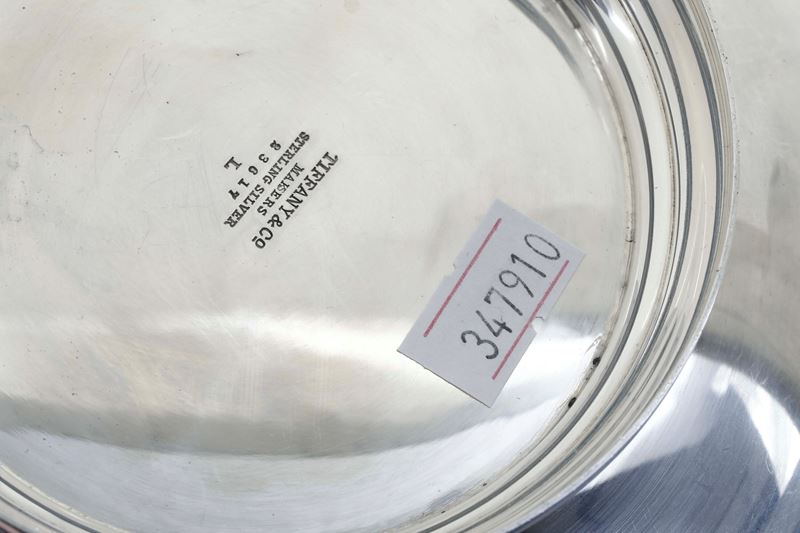 TIFFANY & Co
MAKERS
STERLING SILVER
23617
L
347910